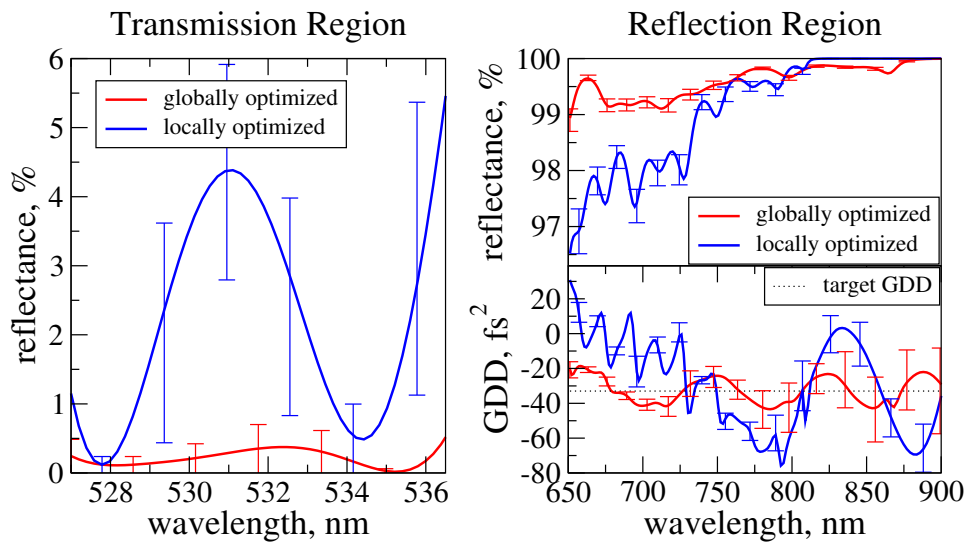 Transmission Region
6
5
4
3
2
1
0
reflectance, %
globally optimized
locally optimized
528
530
532
534
536
wavelength, nm
Reflection Region
100
99
98
97
reflectance, %
globally optimized
locally optimized
target GDD
20
0
-20
-40
-60
-80
GDD, fs²
650
700
750
800
850
900
wavelength, nm